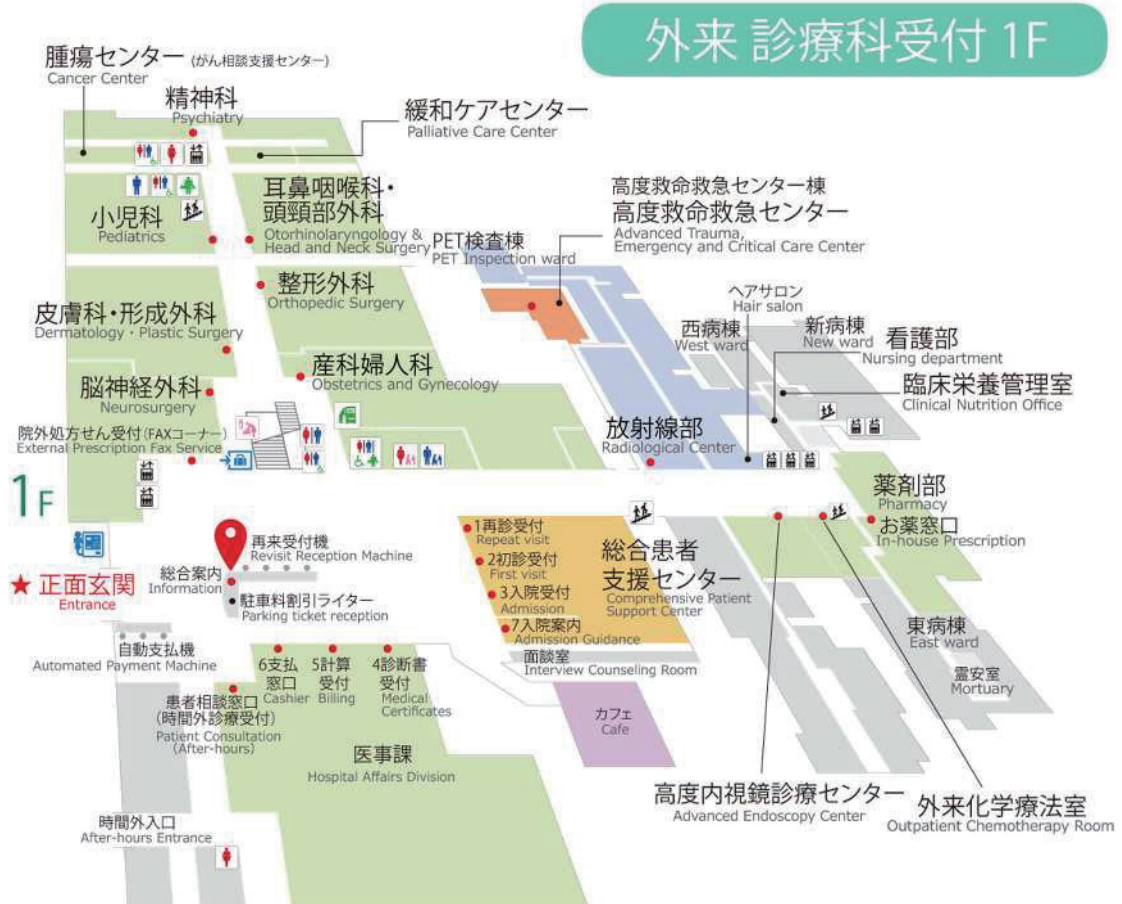 外来 診療科受付 1F
腫瘍センター (がん相談支援センター)
Cancer Center
精神科
Psychiatry
緩和ケアセンター
Palliative Care Center
小児科
Pediatrics
耳鼻咽喉科・
頭頸部外科
Otorhinolaryngology &
Head and Neck Surgery
高度救命救急センター棟
高度救命救急センター
Advanced Trauma,
Emergency and Critical Care Center
PET検査棟
PET Inspection ward
整形外科
Orthopedic Surgery
ヘアサロン
Hair salon
皮膚科・形成外科
Dermatology・Plastic Surgery
西病棟
West ward
新病棟
New ward
看護部
Nursing department
産科婦人科
Obstetrics and Gynecology
脳神経外科
Neurosurgery
臨床栄養管理室
Clinical Nutrition Office
院外処方せん受付(FAXコーナー)
External Prescription Fax Service
放射線部
Radiological Center
1F
薬剤部
Pharmacy
お薬窓口
In-house Prescription
再来受付機
Revisit Reception Machine
総合案内
Information
★ 正面玄関
Entrance
駐車料割引ライター
Parking ticket reception
1再診受付
Repeat visit
2初診受付
First visit
3入院受付
Admission
7入院案内
Admission Guidance
総合患者
支援センター
Comprehensive Patient
Support Center
面談室
Interview Counseling Room
自動支払機
Automated Payment Machine
6支払
窓口
Cashier
5計算
受付
Billing
4診断書
受付
Medical
Certificates
東病棟
East ward
霊安室
Mortuary
患者相談窓口
(時間外診療受付)
Patient Consultation
(After-hours)
カフェ
Cafe
医事課
Hospital Affairs Division
高度内視鏡診療センター
Advanced Endoscopy Center
外来化学療法室
Outpatient Chemotherapy Room
時間外入口
After-hours Entrance